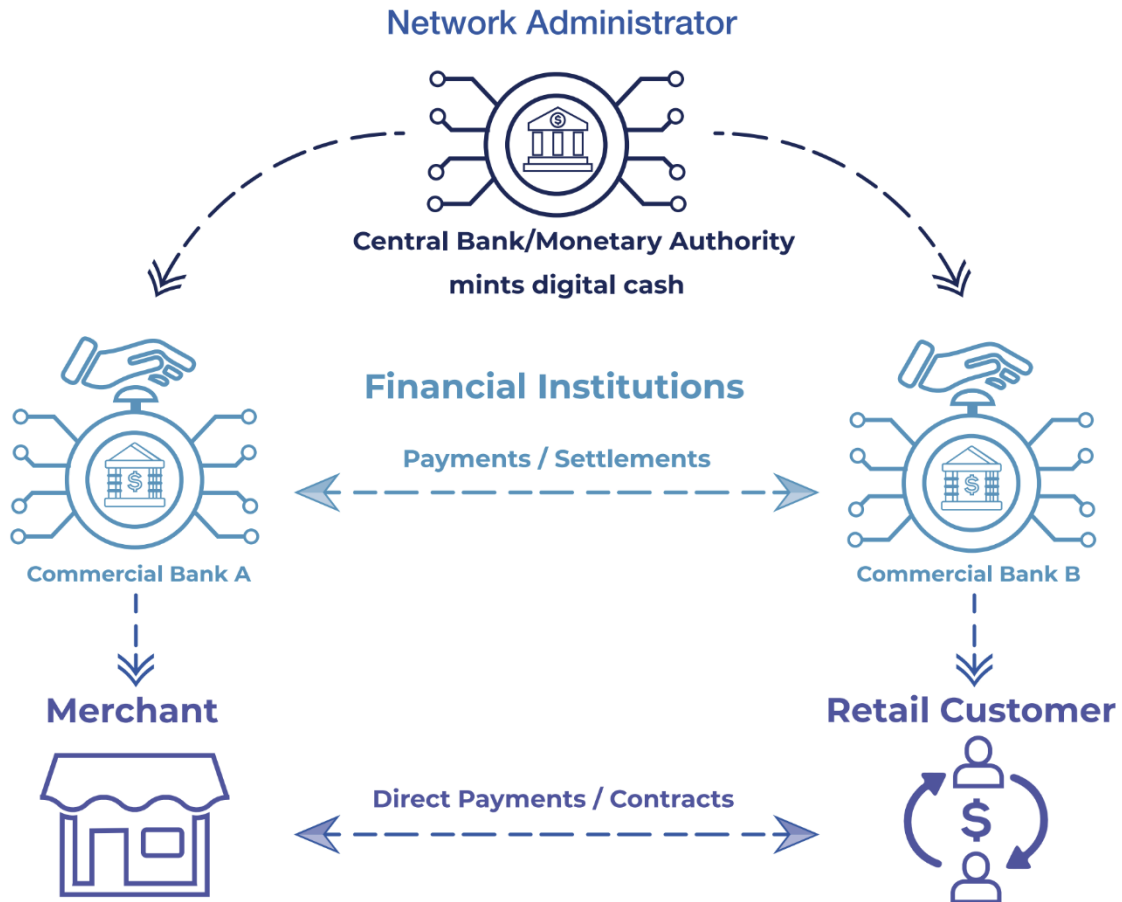 Network Administrator
$
Central Bank/Monetary Authority
mints digital cash
Financial Institutions
Payments / Settlements
$
$
Commercial Bank A
Commercial Bank B
Merchant
Retail Customer
Direct Payments / Contracts
$